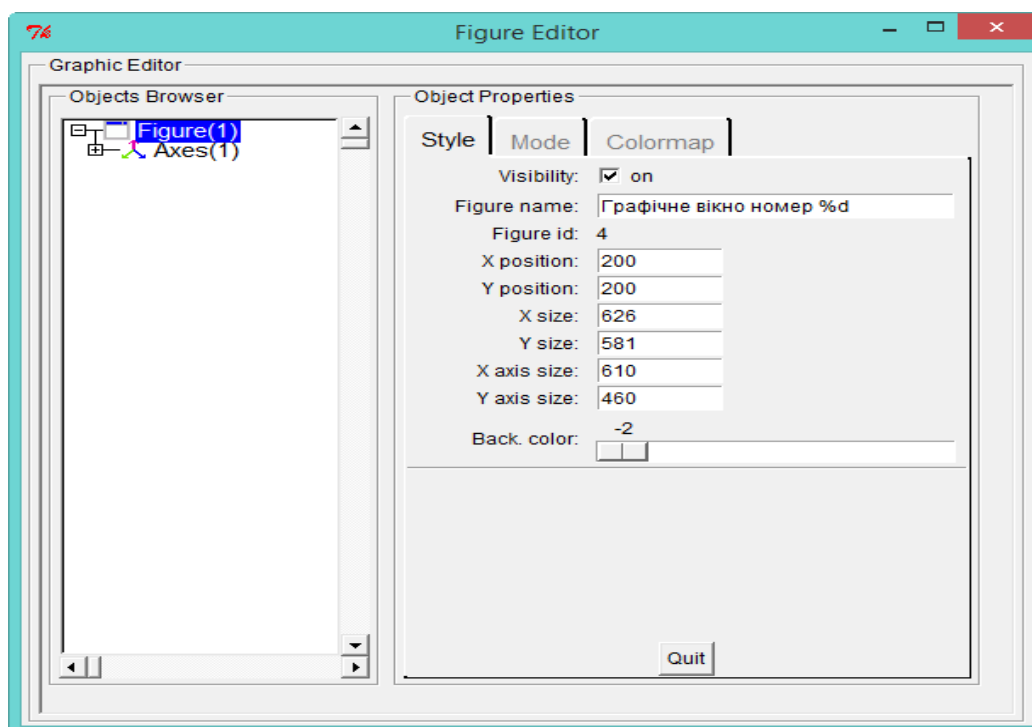 Figure Editor
Graphic Editor
Objects Browser
Figure(1)
Axes(1)
Object Properties
Style Mode Colormap
Visibility: on
Figure name: Графічне вікно номер %d
Figure id: 4
X position: 200
Y position: 200
X size: 626
Y size: 581
X axis size: 610
Y axis size: 460
-2
Back. color:
Quit